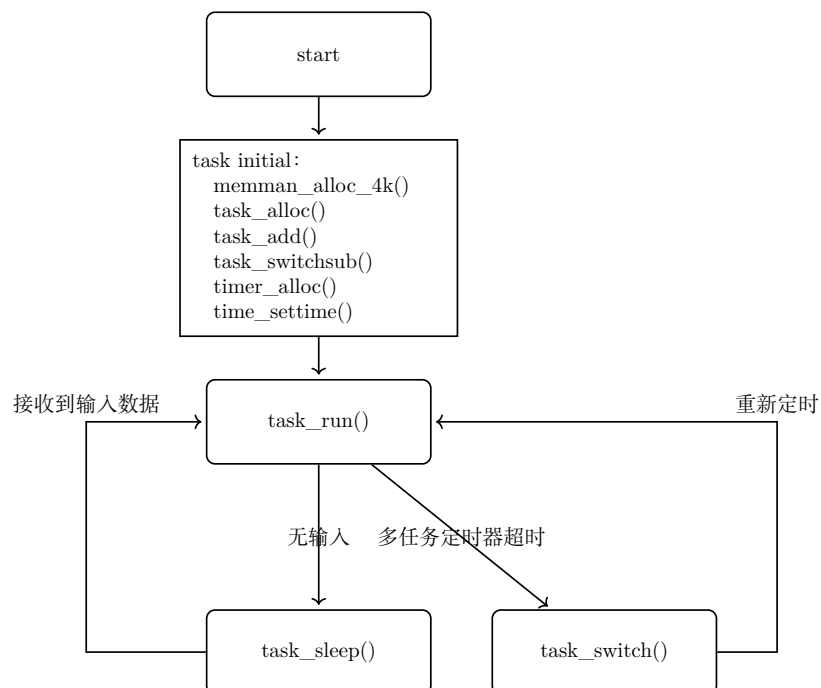 start
task initial:
memman_alloc_4k()
task_alloc()
task_add()
task_switchsub()
timer_alloc()
time_settime()
接收到输入数据
重新定时
task_run()
无输入
多任务定时器超时
task_sleep()
task_switch()